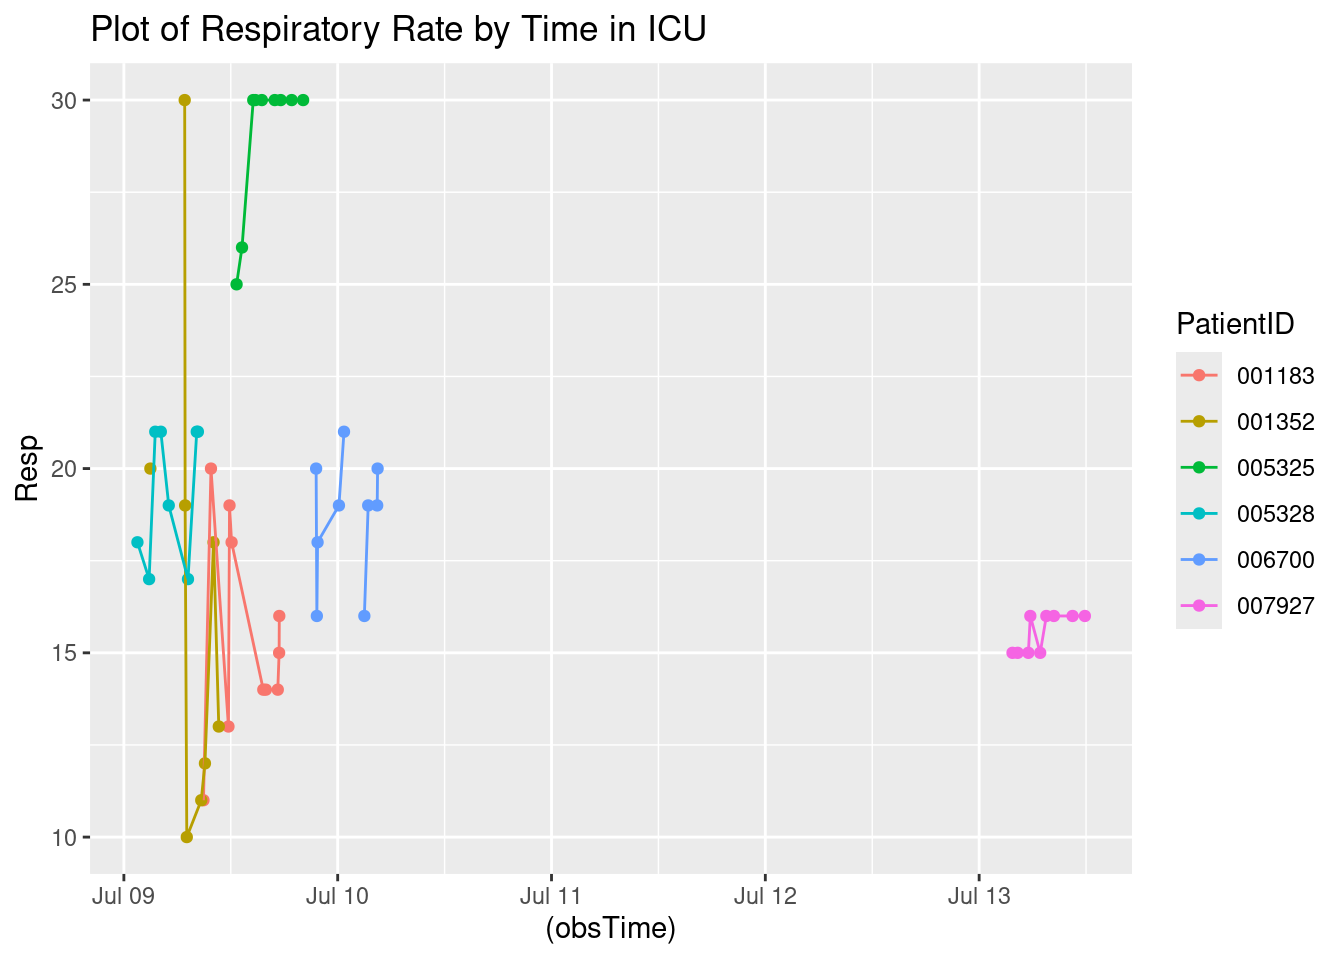 Plot of Respiratory Rate by Time in ICU
30
25
20
15
10
Resp
Jul 09 Jul 10 Jul 11 Jul 12 Jul 13
(obsTime)
PatientID
001183
001352
005325
005328
006700
007927